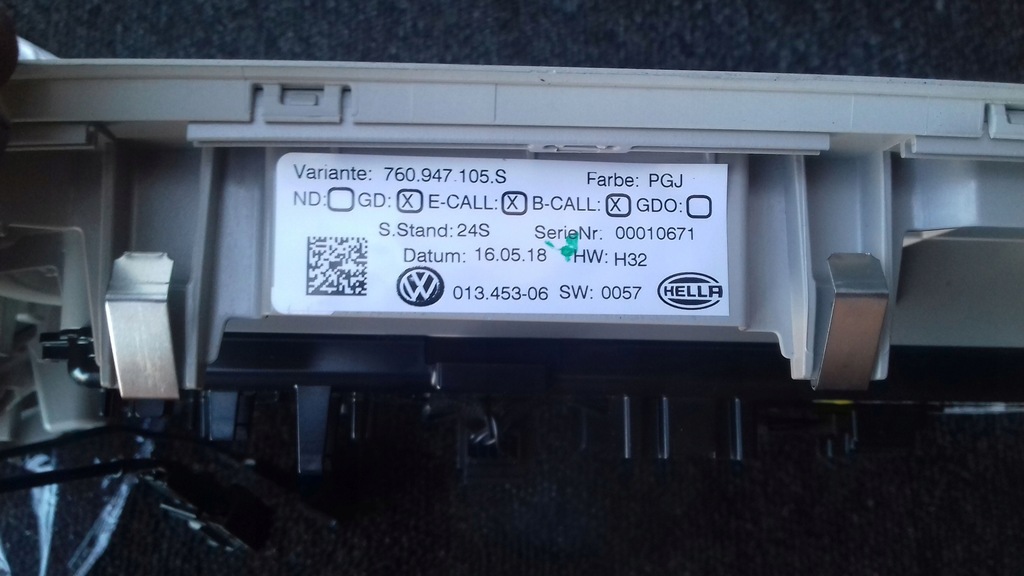 Variante: 760.947.105.S Farbe: PGJ
ND: GD: X E-CALL: X B-CALL: X GDO:
S.Stand: 24S SerieNr: 00010671
Datum: 16.05.18 HW: H32
VW 013.453-06 SW: 0057 HELLA